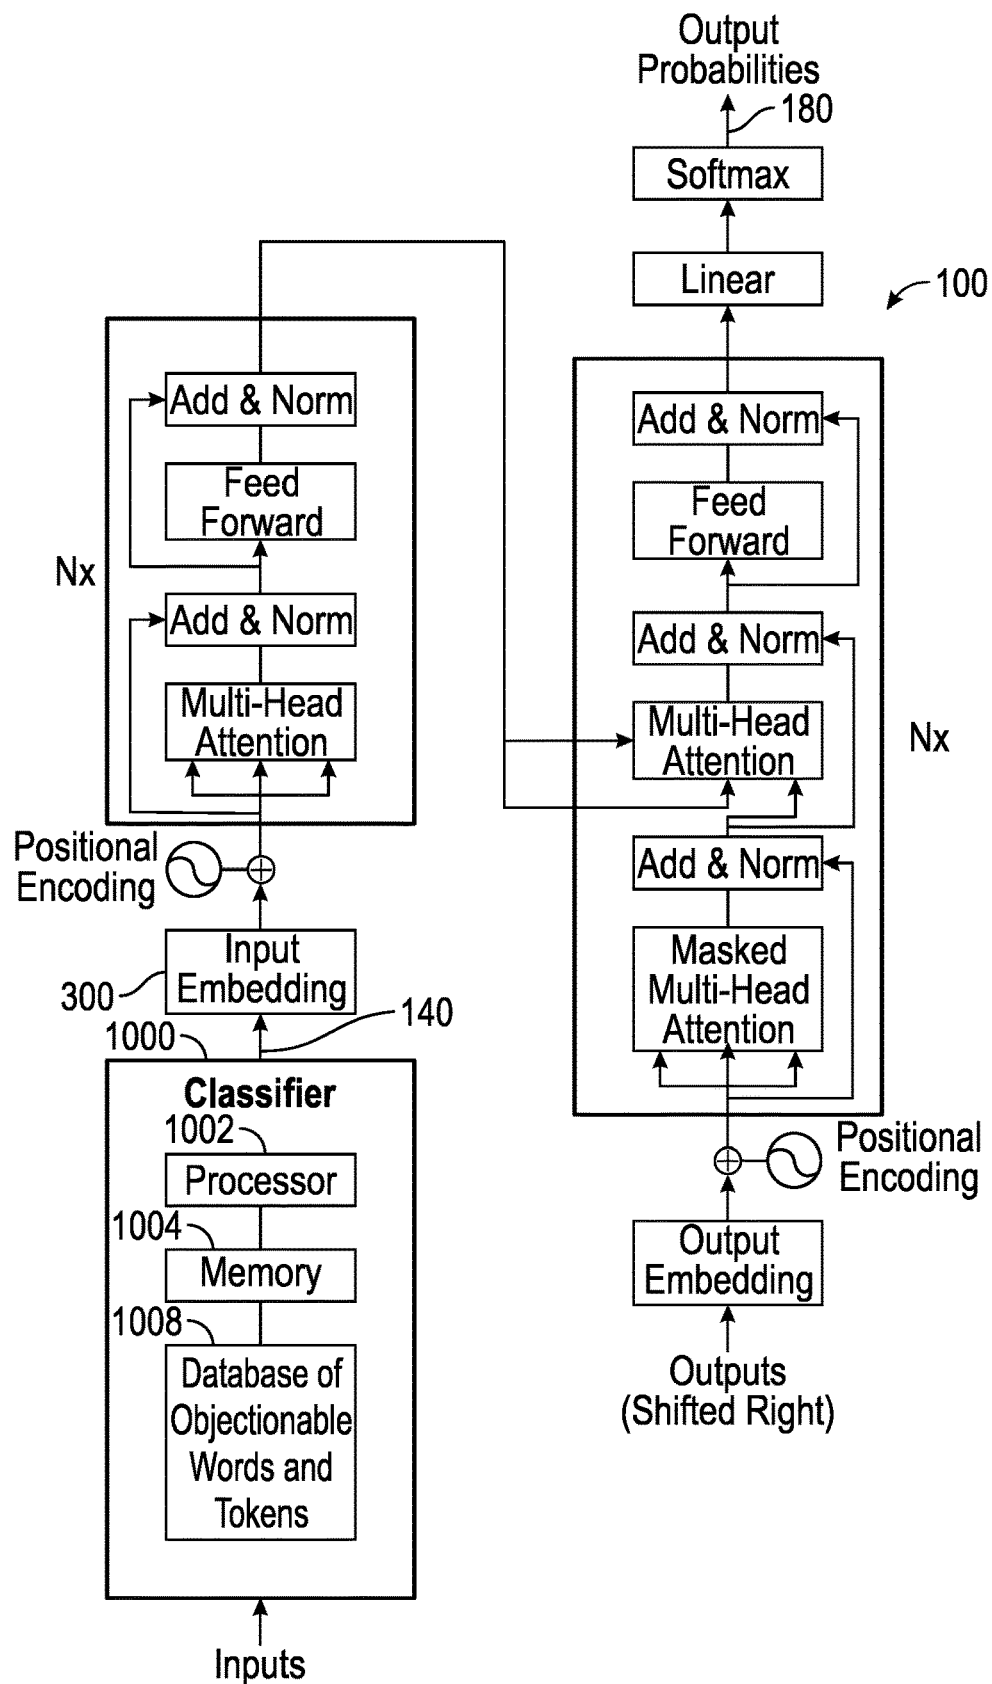 Output
Probabilities
180
Softmax
Linear
100
Add & Norm
Feed
Forward
Nx
Add & Norm
Multi-Head
Attention
Positional
Encoding
Input
Embedding
300
140
1000
Classifier
1002
Processor
1004
Memory
1008
Database of
Objectionable
Words and
Tokens
Inputs
Add & Norm
Feed
Forward
Add & Norm
Multi-Head
Attention
Nx
Add & Norm
Masked
Multi-Head
Attention
Positional
Encoding
Output
Embedding
Outputs
(Shifted Right)